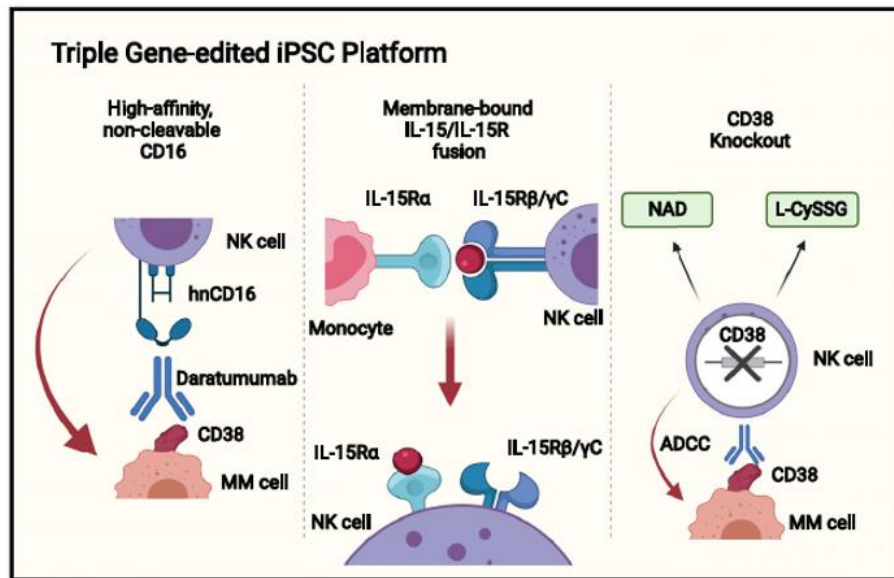 Triple Gene-edited iPSC Platform
High-affinity,
non-cleavable
CD16
NK cell
hnCD16
Daratumumab
CD38
MM cell
Membrane-bound
IL-15/IL-15R
fusion
IL-15Rα
IL-15Rβ/γC
Monocyte
NK cell
IL-15Rα
IL-15Rβ/γC
NK cell
CD38
Knockout
NAD
L-CySSG
CD38
NK cell
ADCC
CD38
MM cell